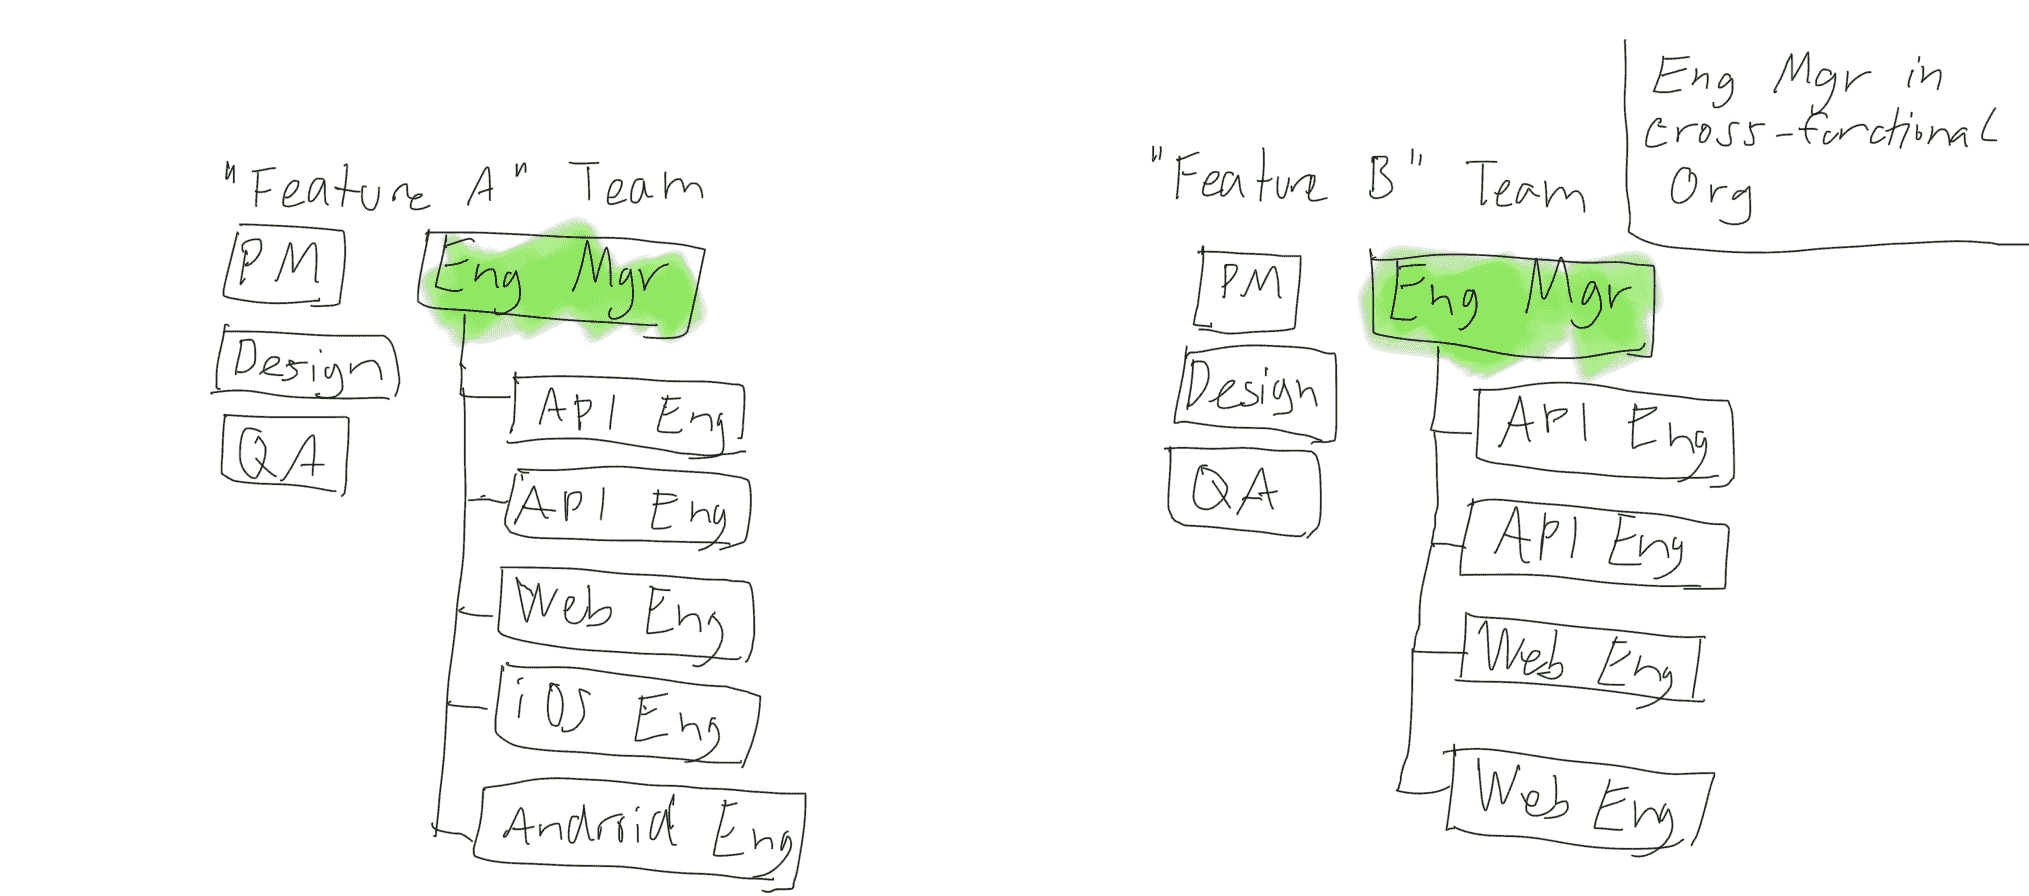 Eng Mgr in
cross-functional
Org
"Feature A" Team
PM
Eng Mgr
Design
QA
API Eng
API Eng
Web Eng
iOS Eng
Android Eng
"Feature B" Team
PM
Eng Mgr
Design
QA
API Eng
API Eng
Web Eng
Web Eng